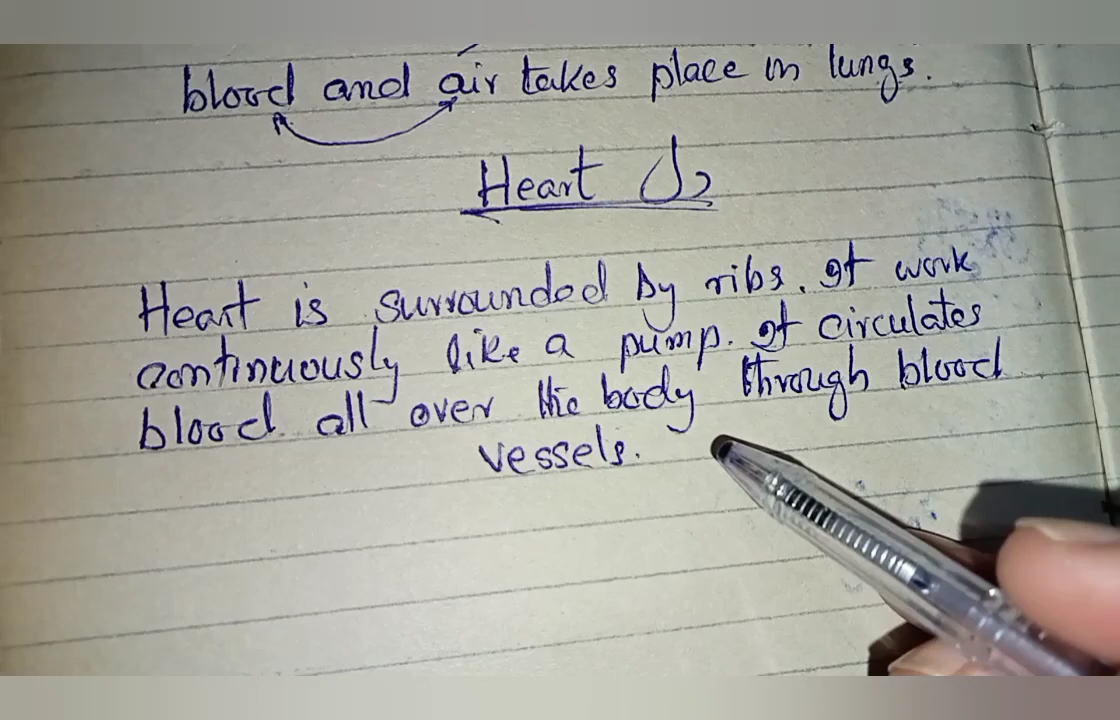 blood and air takes place in lungs.
Heart دل
Heart is surrounded by ribs. It work
continuously like a pump. It circulates
blood all over the body through blood
vessels.